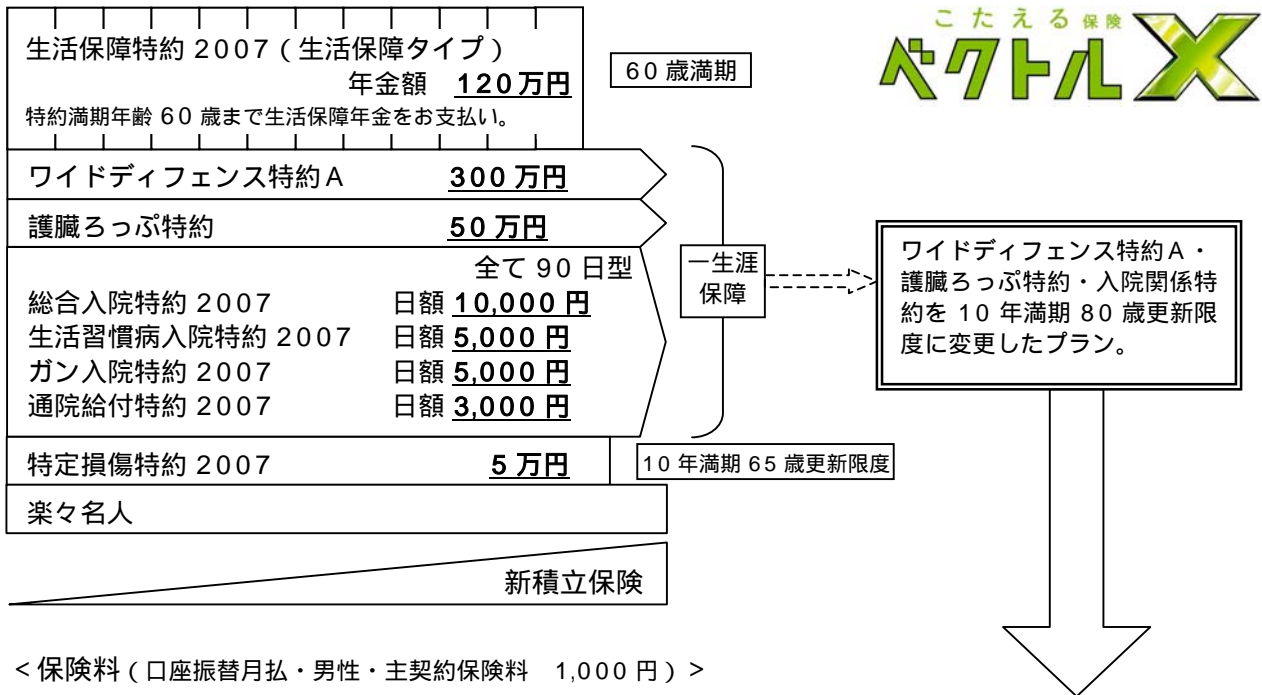 こたえる保険
ベクトルX
生活保障特約2007(生活保障タイプ)
年金額 120万円
特約満期年齢60歳まで生活保障年金をお支払い。
60歳満期
ワイドディフェンス特約A 300万円
護臓ろっぷ特約 50万円
全て90日型
総合入院特約2007 日額 10,000円
生活習慣病入院特約2007 日額 5,000円
ガン入院特約2007 日額 5,000円
通院給付特約2007 日額 3,000円
一生涯
保障
ワイドディフェンス特約A・
護臓ろっぷ特約・入院関係特
約を10年満期80歳更新限
度に変更したプラン。
特定損傷特約2007 5万円
10年満期65歳更新限度
楽々名人
新積立保険
<保険料(口座振替月払・男性・主契約保険料 1,000円)>